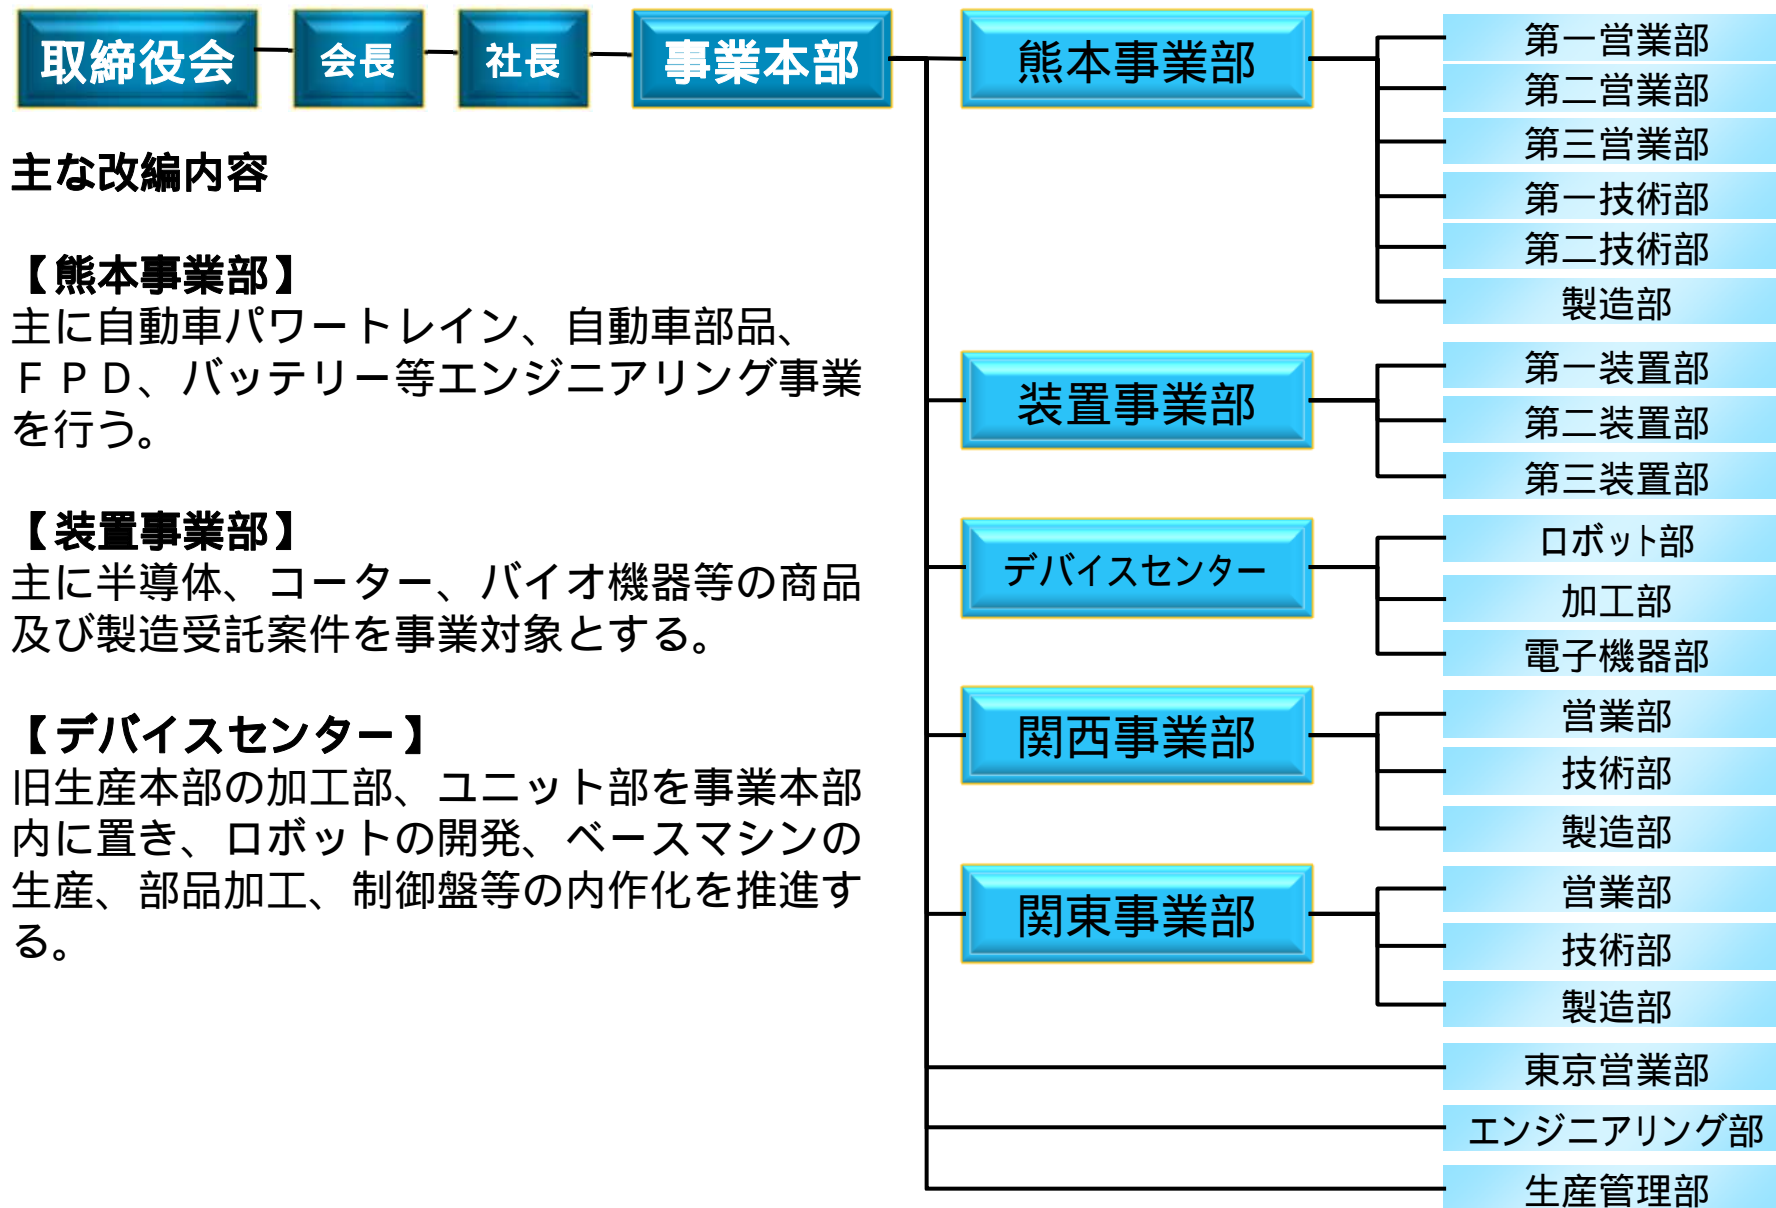 取締役会
会長
社長
事業本部
主な改編内容
【熊本事業部】
主に自動車パワートレイン、自動車部品、
ＦＰＤ、バッテリー等エンジニアリング事業
を行う。
【装置事業部】
主に半導体、コーター、バイオ機器等の商品
及び製造受託案件を事業対象とする。
【デバイスセンター】
旧生産本部の加工部、ユニット部を事業本部
内に置き、ロボットの開発、ベースマシンの
生産、部品加工、制御盤等の内作化を推進す
る。
熊本事業部
第一営業部
第二営業部
第三営業部
第一技術部
第二技術部
製造部
装置事業部
第一装置部
第二装置部
第三装置部
デバイスセンター
ロボット部
加工部
電子機器部
関西事業部
営業部
技術部
製造部
関東事業部
営業部
技術部
製造部
東京営業部
エンジニアリング部
生産管理部